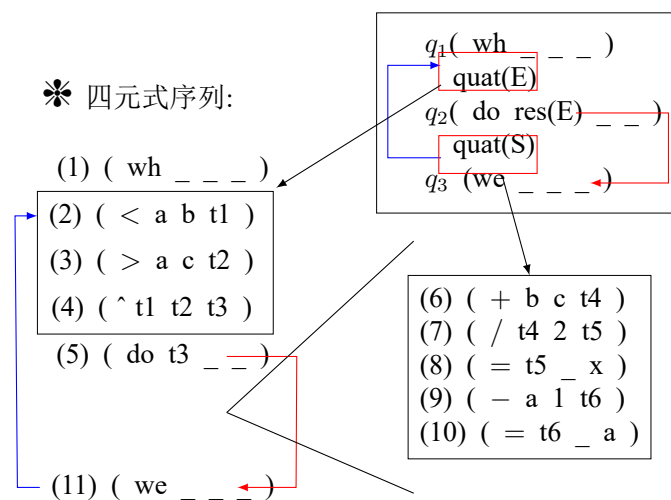 q1( wh _ _ _ )
quat(E)
q2( do res(E) _ _ )
quat(S)
q3 (we _ _ _ )
❉ 四元式序列:
(1) ( wh _ _ _ )
(2) ( < a b t1 )
(3) ( > a c t2 )
(4) ( ^ t1 t2 t3 )
(5) ( do t3 _ _ )
(6) ( + b c t4 )
(7) ( / t4 2 t5 )
(8) ( = t5 _ x )
(9) ( − a 1 t6 )
(10) ( = t6 _ a )
(11) ( we _ _ _ )